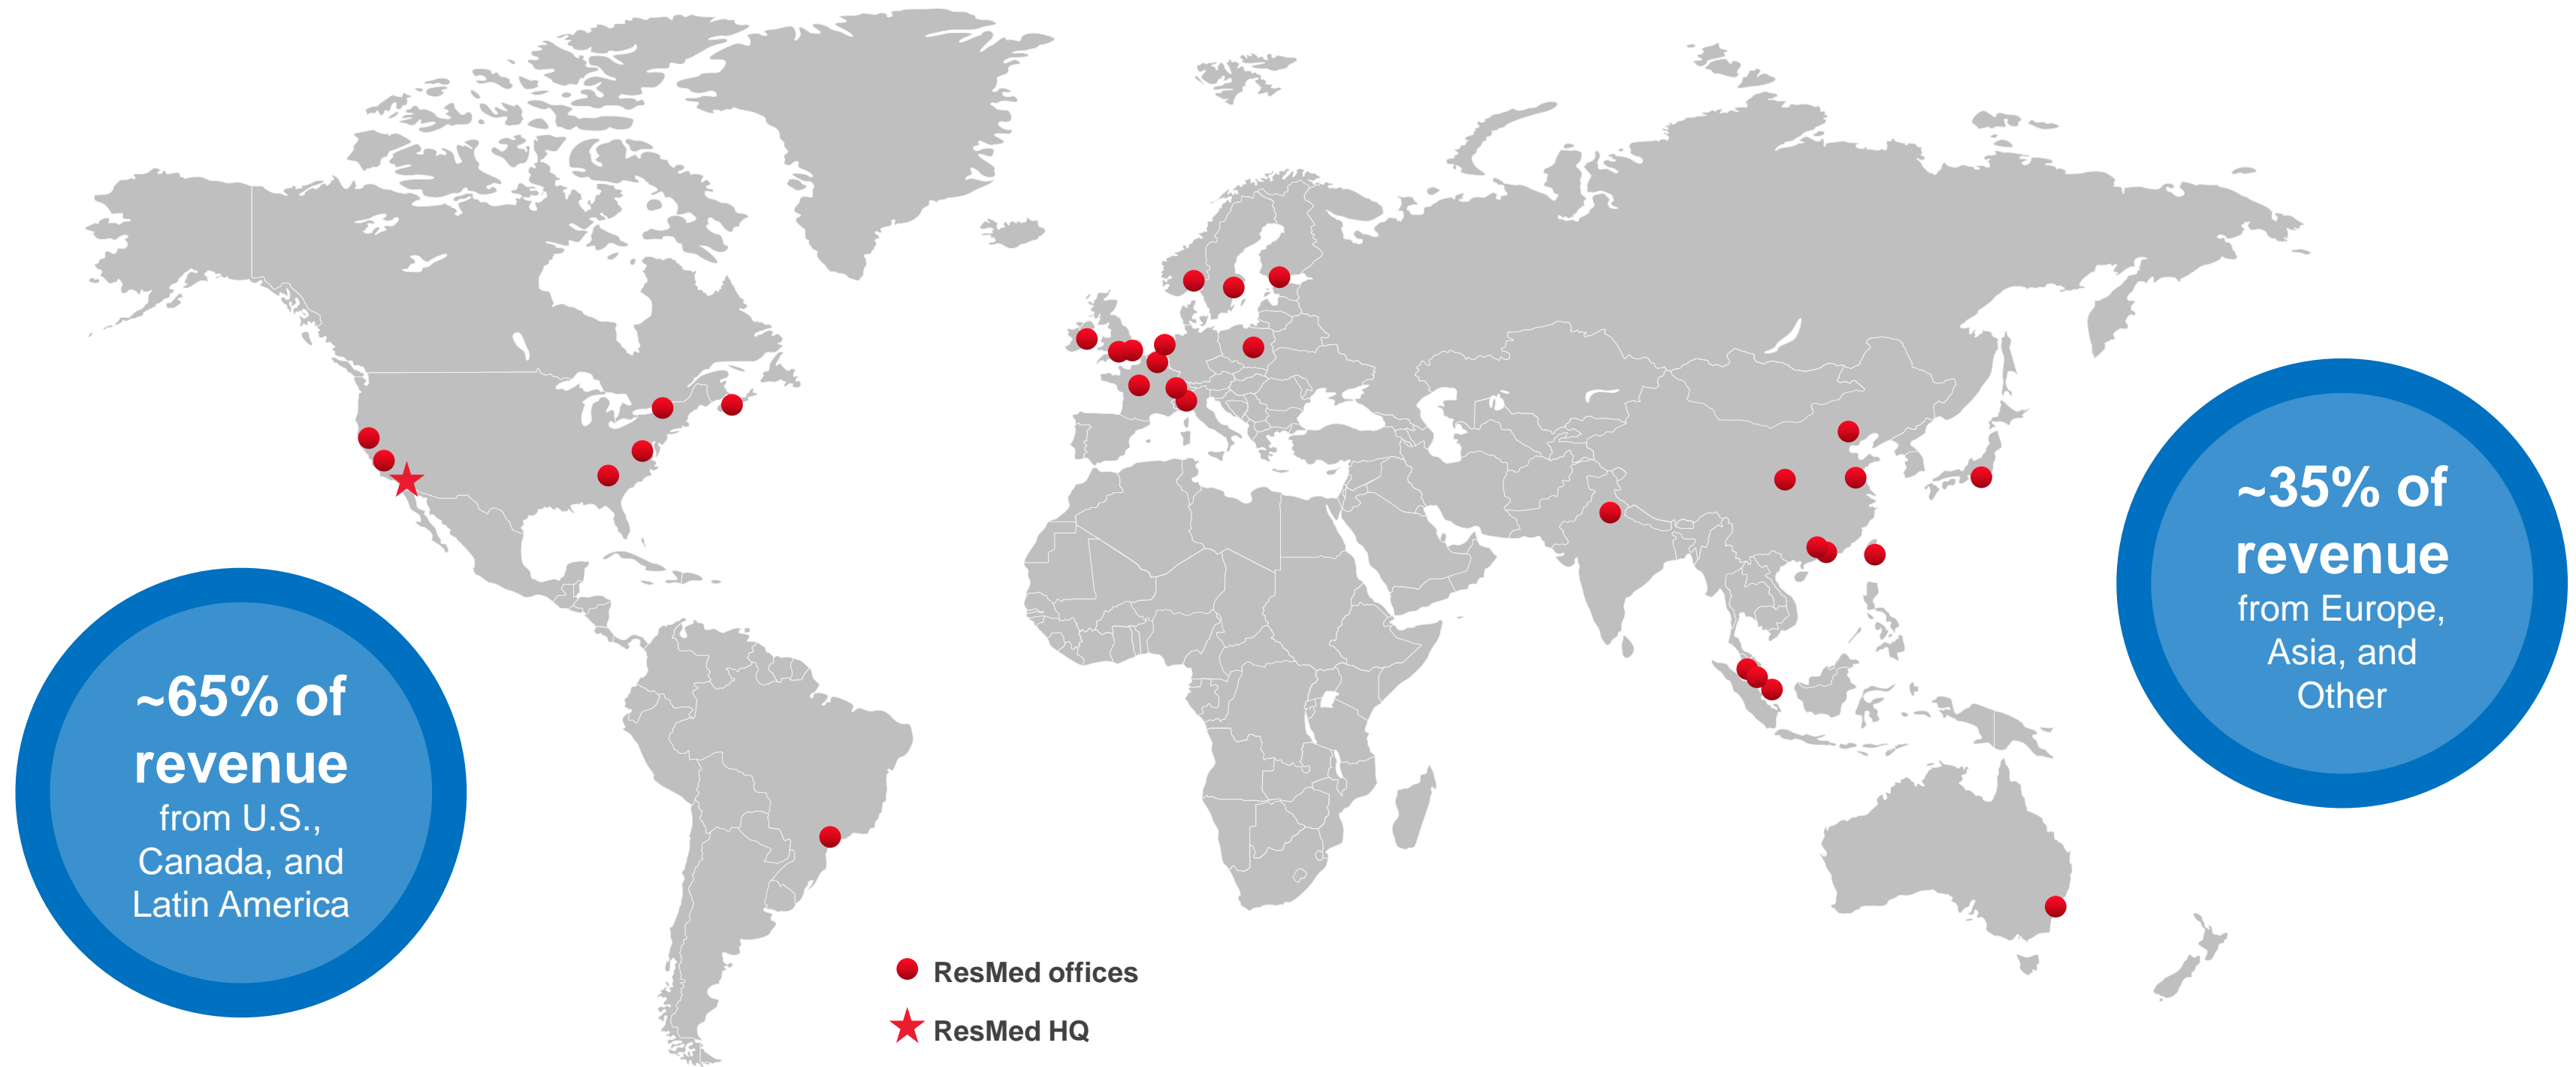 ~65% of
revenue
from U.S.,
Canada, and
Latin America
~35% of
revenue
from Europe,
Asia, and
Other
ResMed offices
ResMed HQ